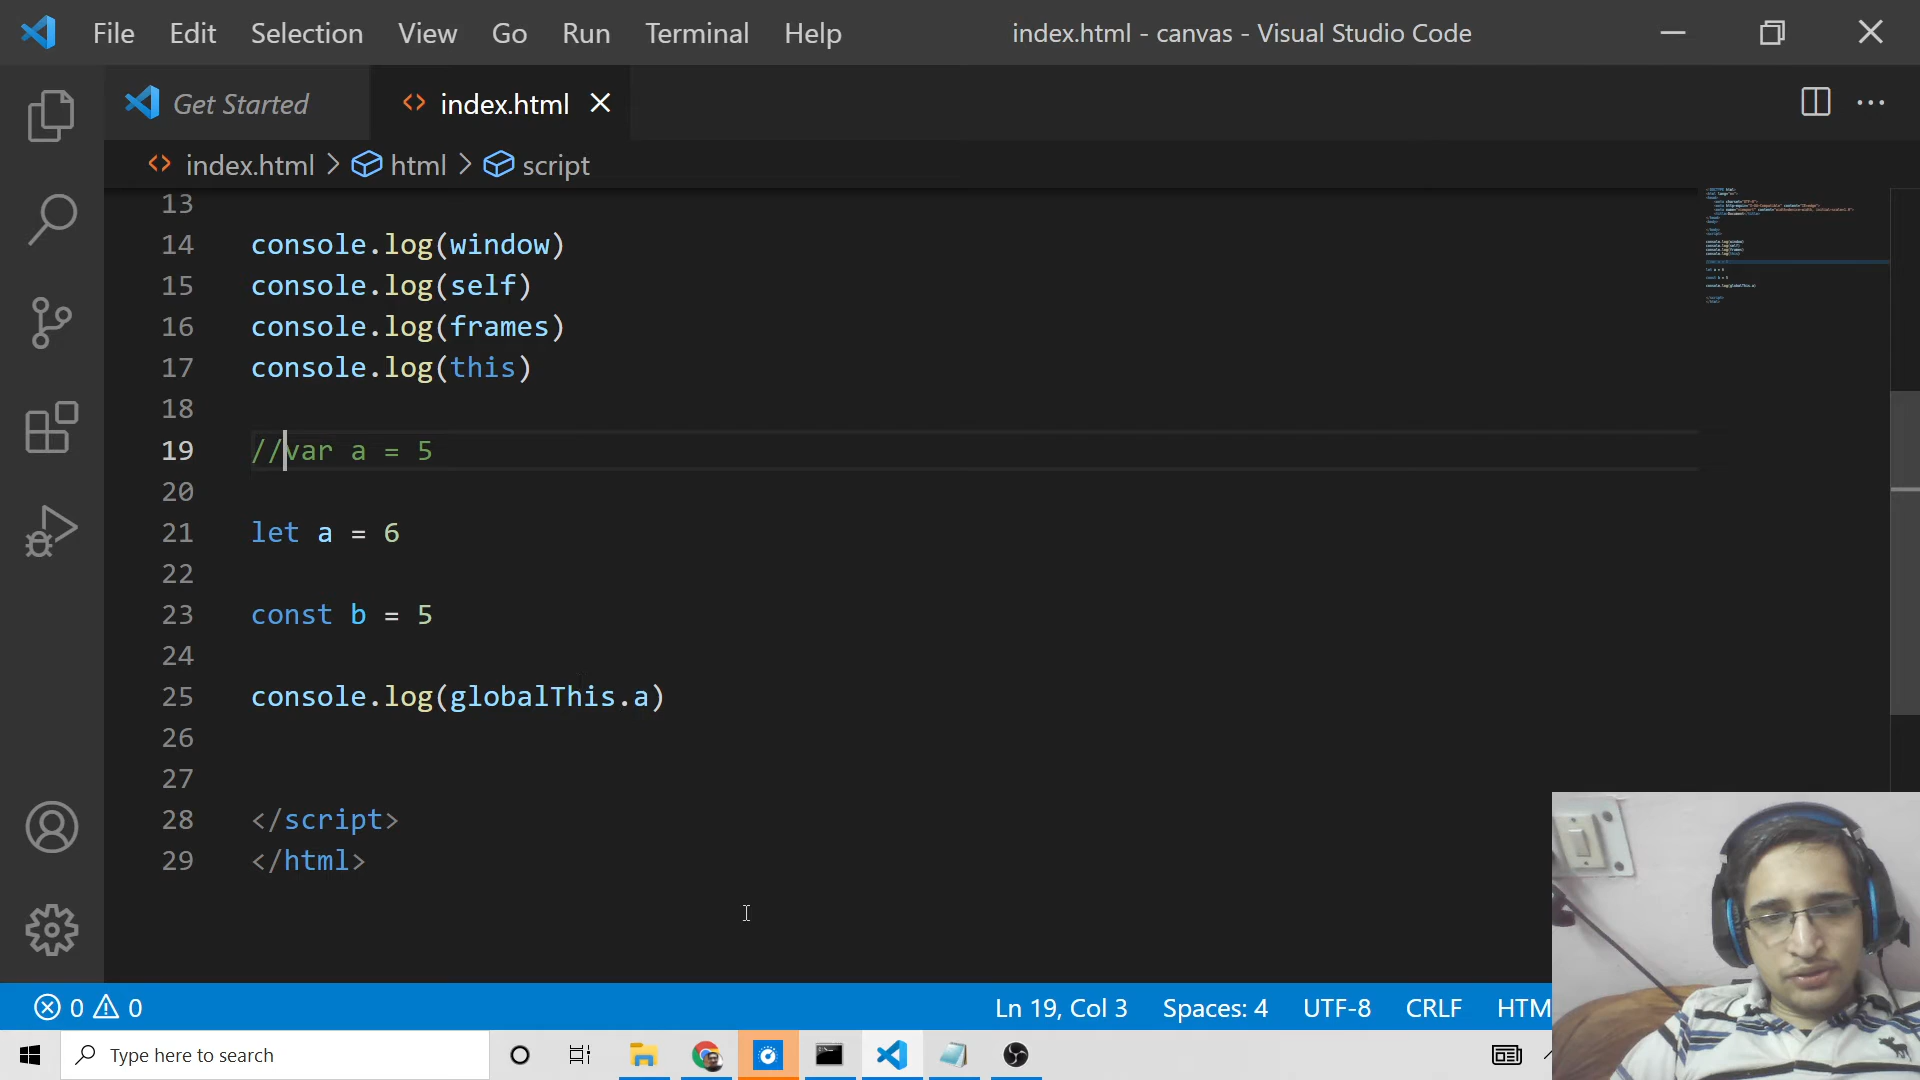 File Edit Selection View Go Run Terminal Help
index.html - canvas - Visual Studio Code
Get Started
index.html
index.html > html > script
13
14 console.log(window)
15 console.log(self)
16 console.log(frames)
17 console.log(this)
18
19 //var a = 5
20
21 let a = 6
22
23 const b = 5
24
25 console.log(globalThis.a)
26
27
28 </script>
29 </html>
0 0
Ln 19, Col 3 Spaces: 4 UTF-8 CRLF HTM
Type here to search